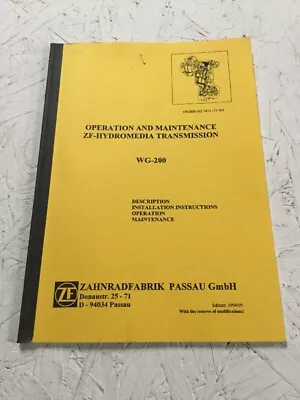 OPERATION AND MAINTENANCE
ZF-HYDROMEDIA TRANSMISSION
WG-200
DESCRIPTION
INSTALLATION INSTRUCTIONS
OPERATION
MAINTENANCE
ZF
ZAHNRADFABRIK PASSAU GmbH
Donaustr. 25 - 71
D - 94034 Passau
With the reserve of modifications!